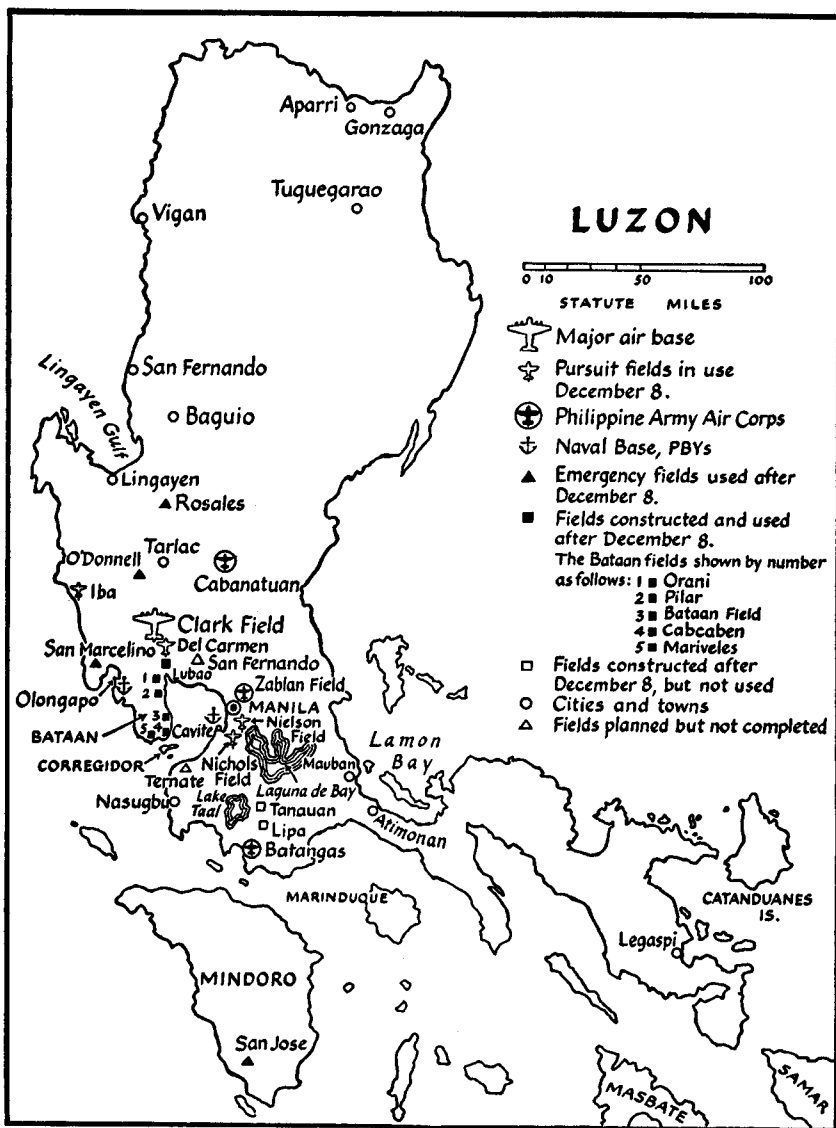 Aparri
Gonzaga
Tuguegarao
Vigan
LUZON
0 10 50 100
STATUTE MILES
Major air base
Pursuit fields in use
December 8.
Philippine Army Air Corps
Naval Base, PBYs
Emergency fields used after
December 8.
Fields constructed and used
after December 8.
The Bataan fields shown by number
as follows: 1 Orani
2 Pilar
3 Bataan Field
4 Cabcaben
5 Mariveles
Fields constructed after
December 8, but not used
Cities and towns
Fields planned but not completed
San Fernando
Lingayen Gulf
Baguio
Lingayen
Rosales
Tarlac
O'Donnell
Cabanatuan
Iba
Clark Field
San Marcelino
Del Carmen
San Fernando
1
Lubao
Olongapo
2
Zablan Field
MANILA
3
Nielson
Field
BATAAN
5 4
Cavite
CORREGIDOR
Nichols
Field
Ternate
Mauban
Lamon
Bay
Laguna de Bay
Nasugbu
Lake
Taal
Tanauan
Atimonan
Lipa
Batangas
MARINDUQUE
CATANDUANES
IS.
Legaspi
MINDORO
San Jose
MASBATE
SAMAR